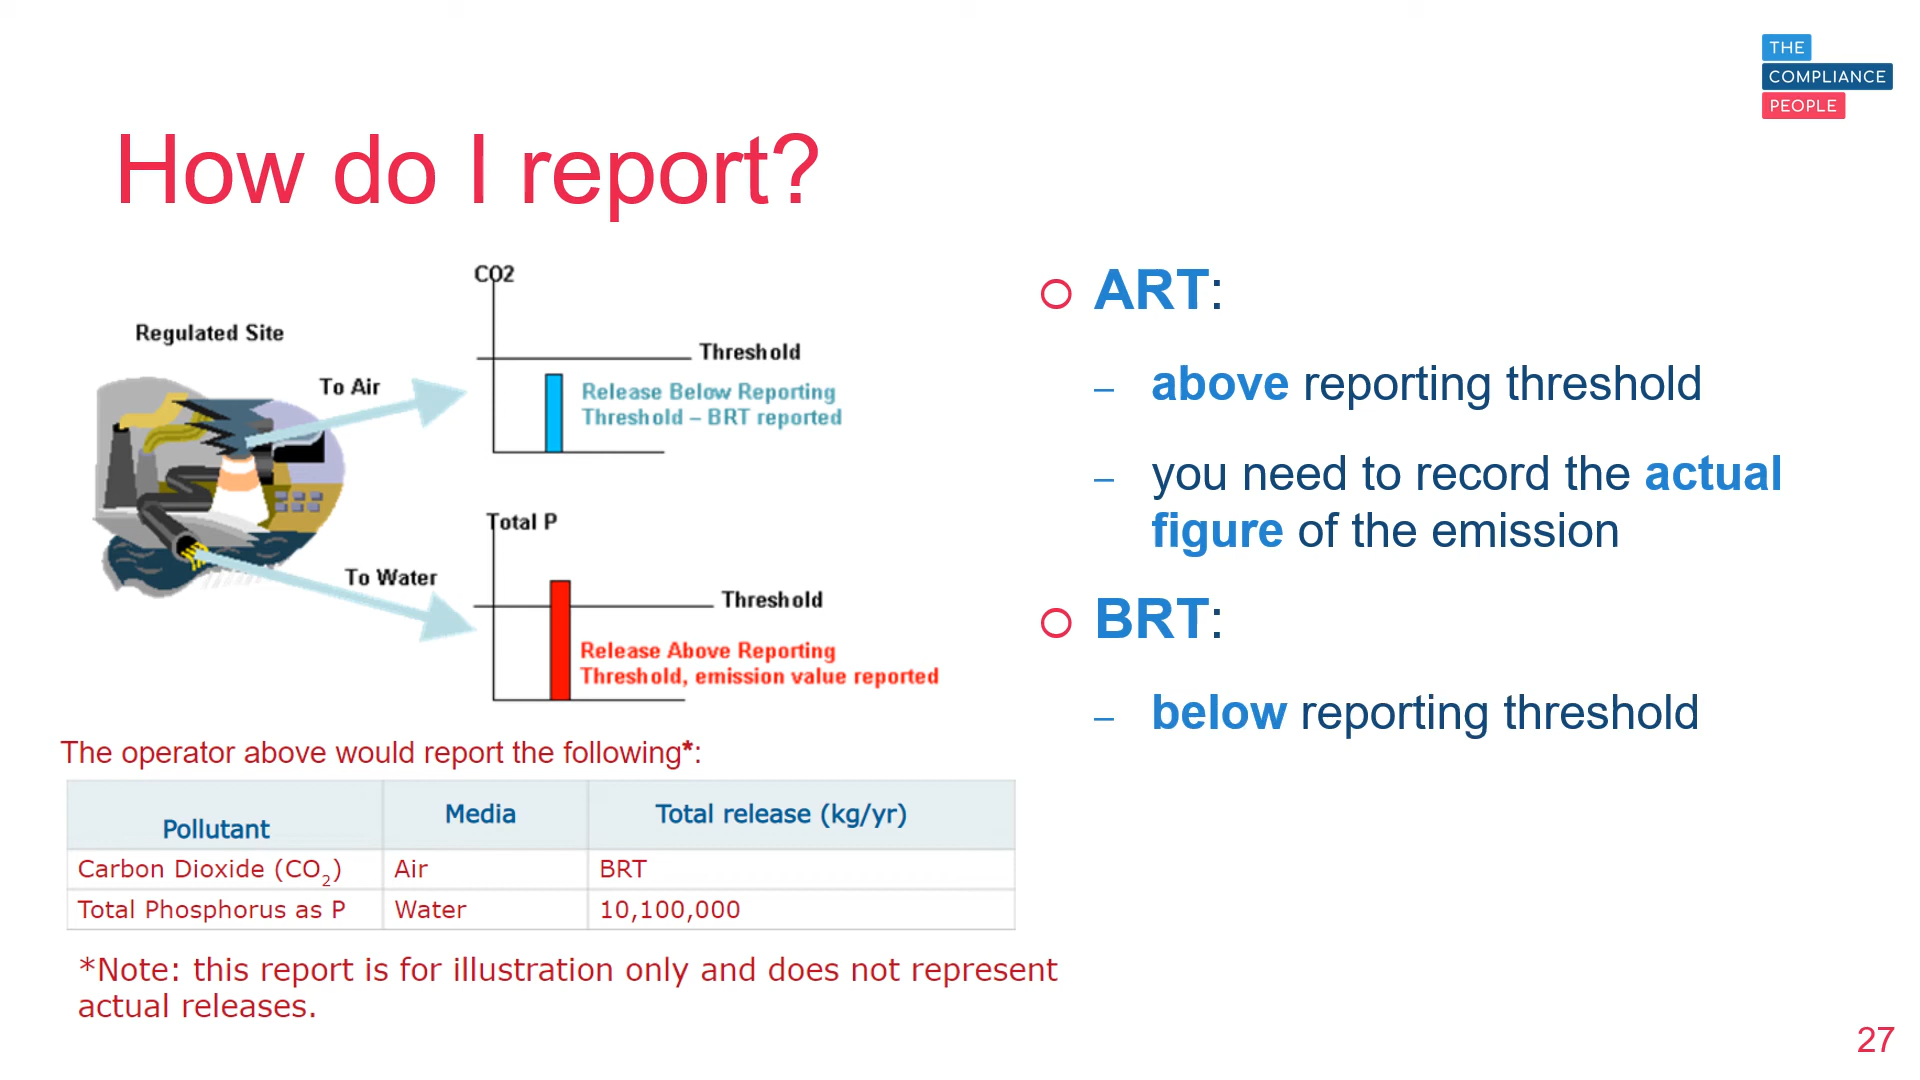 THE
COMPLIANCE
PEOPLE
How do I report?
CO2
Regulated Site
Threshold
To Air
Release Below Reporting
Threshold – BRT reported
Total P
To Water
Threshold
Release Above Reporting
Threshold, emission value reported
The operator above would report the following*:
Pollutant Media Total release (kg/yr)
Carbon Dioxide (CO2) Air BRT
Total Phosphorus as P Water 10,100,000
*Note: this report is for illustration only and does not represent
actual releases.
ART:
– above reporting threshold
– you need to record the actual
figure of the emission
BRT:
– below reporting threshold
27